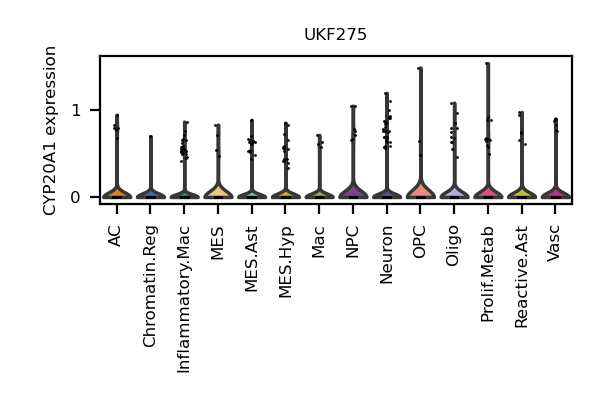 UKF275
CYP20A1 expression
1
0
AC
Chromatin.Reg
Inflammatory.Mac
MES
MES.Ast
MES.Hyp
Mac
NPC
Neuron
OPC
Oligo
Prolif.Metab
Reactive.Ast
Vasc